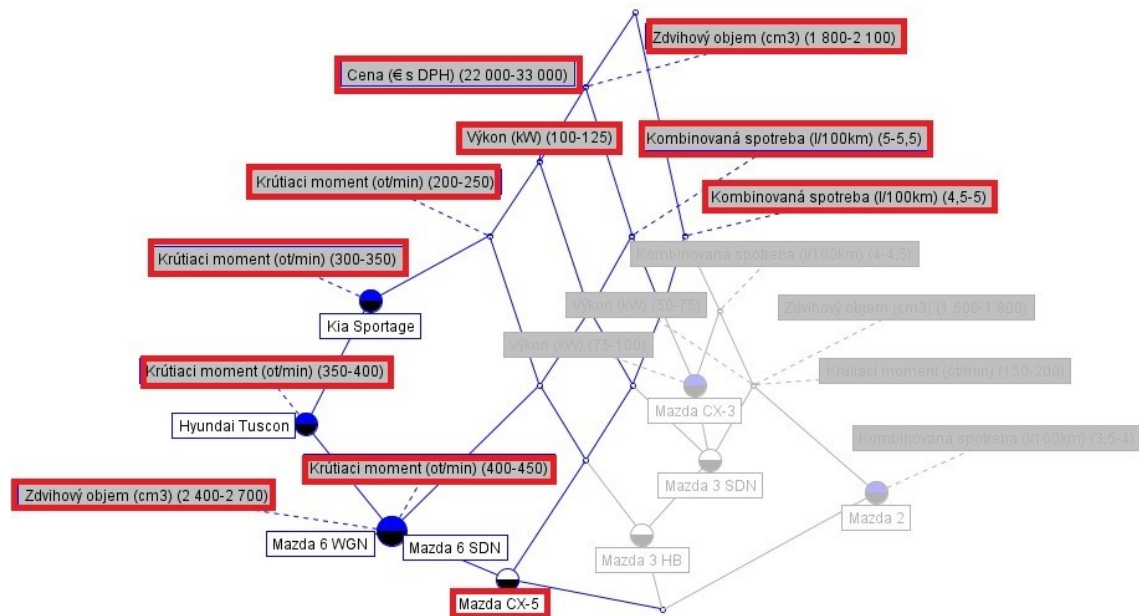 Zdvihový objem (cm3) (1 800-2 100)
Cena (€ s DPH) (22 000-33 000)
Výkon (kW) (100-125)
Kombinovaná spotreba (l/100km) (5-5,5)
Krútiaci moment (ot/min) (200-250)
Kombinovaná spotreba (l/100km) (4,5-5)
Krútiaci moment (ot/min) (300-350)
Kombinovaná spotreba (l/100km) (4-4,5)
Výkon (kW) (50-75)
Zdvihový objem (cm3) (1 500-1 800)
Kia Sportage
Výkon (kW) (75-100)
Krútiaci moment (ot/min) (350-400)
Krútiaci moment (ot/min) (150-200)
Mazda CX-3
Hyundai Tuscon
Kombinovaná spotreba (l/100km) (3,5-4)
Krútiaci moment (ot/min) (400-450)
Mazda 3 SDN
Zdvihový objem (cm3) (2 400-2 700)
Mazda 2
Mazda 6 WGN
Mazda 6 SDN
Mazda 3 HB
Mazda CX-5